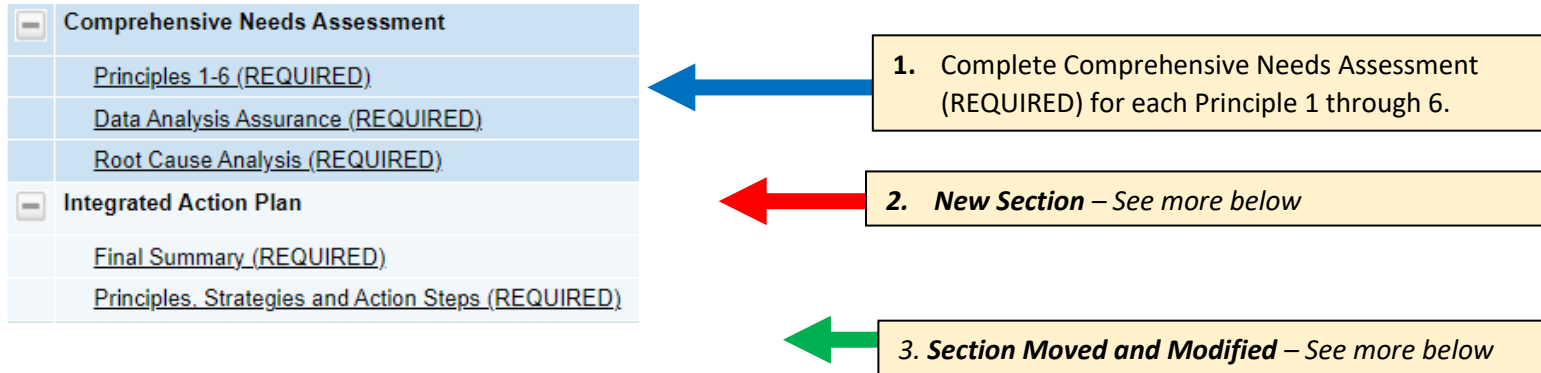 Comprehensive Needs Assessment
Principles 1-6 (REQUIRED)
Data Analysis Assurance (REQUIRED)
Root Cause Analysis (REQUIRED)
Integrated Action Plan
Final Summary (REQUIRED)
Principles, Strategies and Action Steps (REQUIRED)
1. Complete Comprehensive Needs Assessment
(REQUIRED) for each Principle 1 through 6.
2. New Section – See more below
3. Section Moved and Modified – See more below